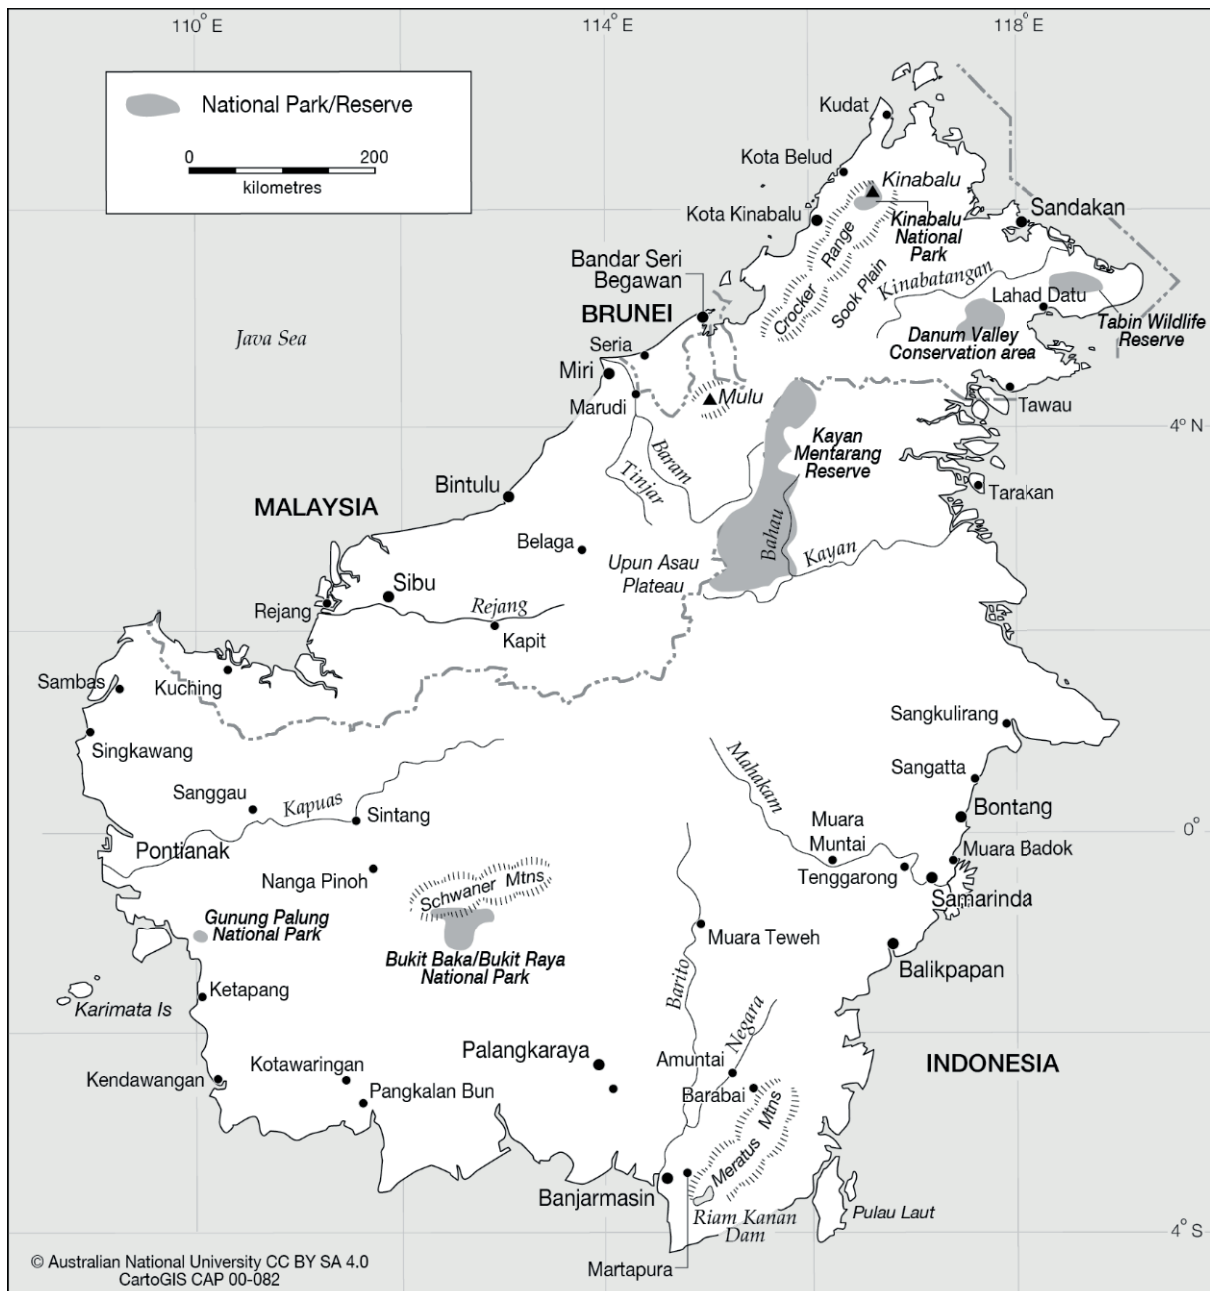 110° E
114° E
118° E
National Park/Reserve
0
200
kilometres
Kudat
Kota Belud
Kinabalu
Kota Kinabalu
Kinabalu
National
Park
Sandakan
Crocker
Range
Sook Plain
Kinabatangan
Bandar Seri
Begawan
BRUNEI
Lahad Datu
Tabin Wildlife
Reserve
Danum Valley
Conservation area
Java Sea
Seria
Miri
Marudi
Mulu
Tawau
4° N
Kayan
Mentarang
Reserve
Baram
Tinjar
Bintulu
Tarakan
MALAYSIA
Belaga
Upun Asau
Plateau
Bahau
Kayan
Sibu
Rejang
Rejang
Kapit
Sambas
Kuching
Singkawang
Sangkulirang
Mahakam
Sangatta
Sanggau
Kapuas
Sintang
Bontang
Muara
Muntai
0°
Pontianak
Muara Badok
Tenggarong
Samarinda
Nanga Pinoh
Schwaner Mtns
Gunung Palung
National Park
Bukit Baka/Bukit Raya
National Park
Muara Teweh
Balikpapan
Barito
Negara
Ketapang
Karimata Is
Palangkaraya
Amuntai
INDONESIA
Kendawangan
Kotawaringan
Pangkalan Bun
Barabai
Meratus Mtns
Banjarmasin
Riam Kanan
Dam
Pulau Laut
4° S
Martapura
© Australian National University CC BY SA 4.0
CartoGIS CAP 00-082